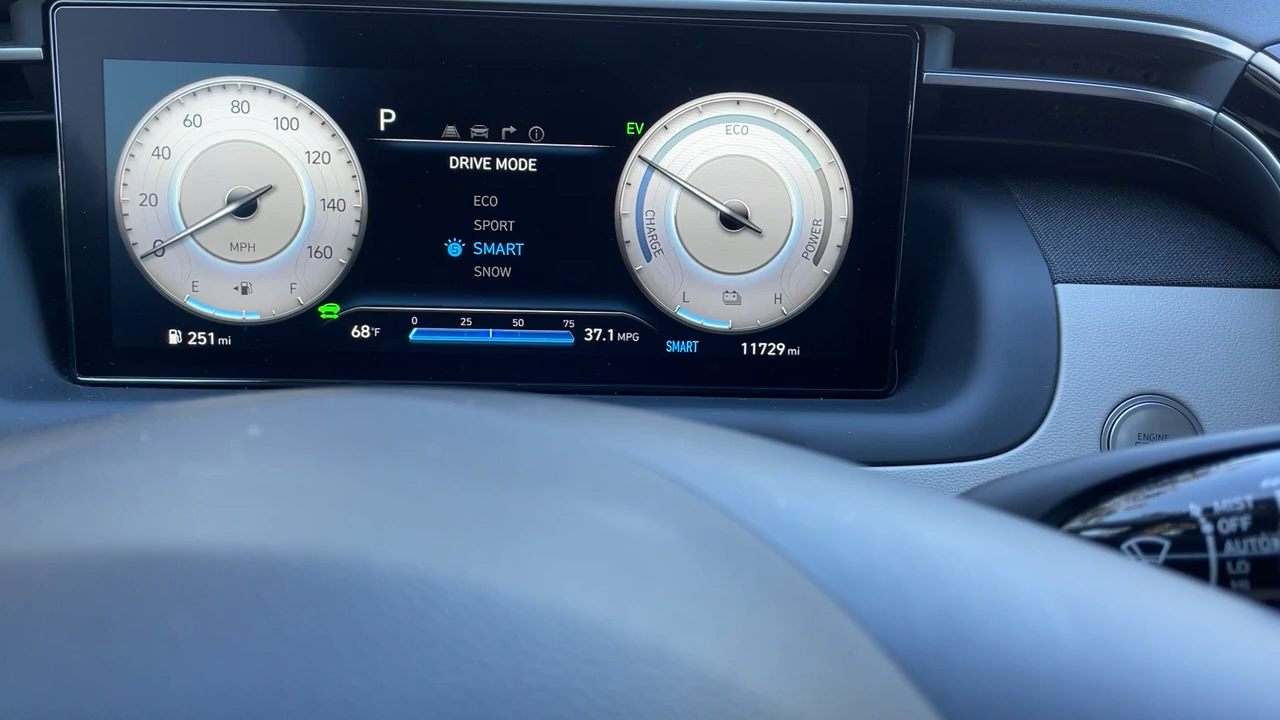 80
60
100
40
120
20
140
0
160
MPH
E
F
251 mi
P
DRIVE MODE
ECO
SPORT
SMART
SNOW
68°F
0 25 50 75
37.1 MPG
EV
ECO
CHARGE
POWER
L
H
SMART
11729 mi
ENGINE
MIST
OFF
AUTO
LO
HI